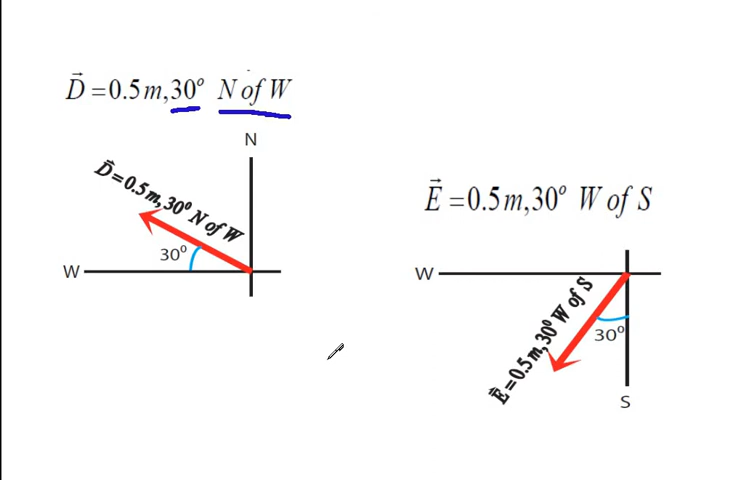 D⃗ = 0.5 m, 30° N of W
N
D⃗ = 0.5 m, 30° N of W
30°
W
E⃗ = 0.5 m, 30° W of S
W
E⃗ = 0.5 m, 30° W of S
30°
S